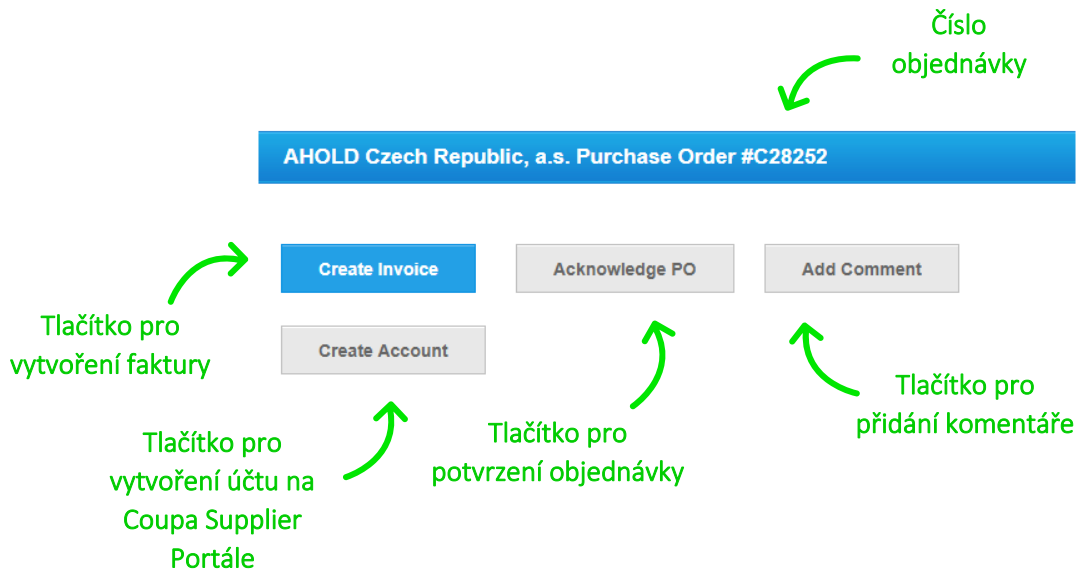 Číslo
objednávky
AHOLD Czech Republic, a.s. Purchase Order #C28252
Create Invoice
Acknowledge PO
Add Comment
Tlačítko pro
vytvoření faktury
Create Account
Tlačítko pro
přidání komentáře
Tlačítko pro
potvrzení objednávky
Tlačítko pro
vytvoření účtu na
Coupa Supplier
Portále